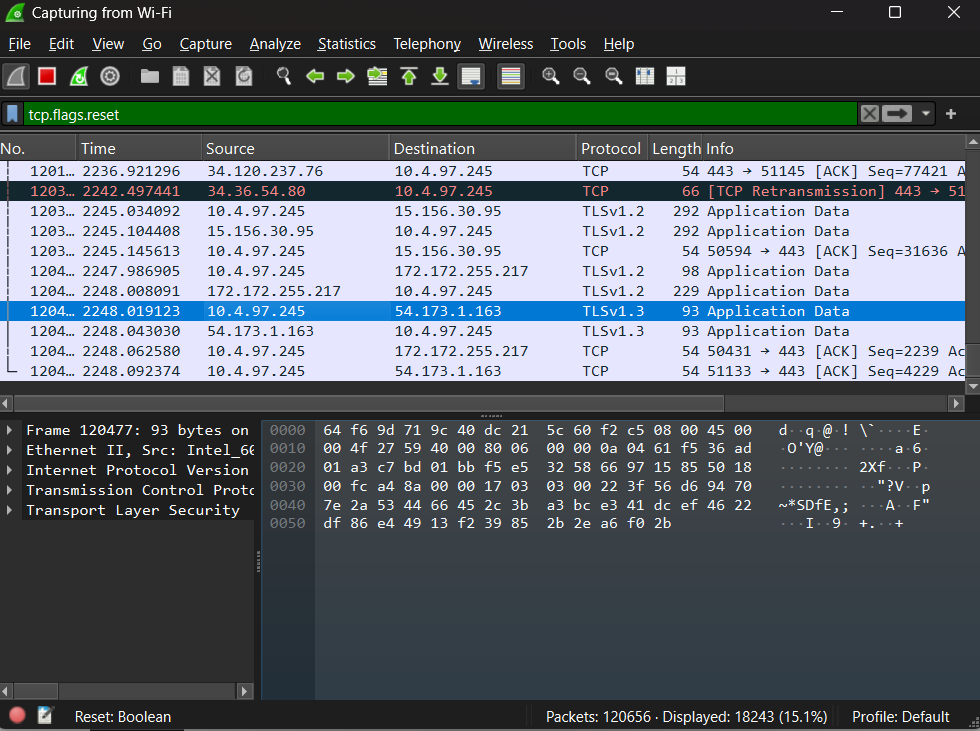 Capturing from Wi-Fi
File Edit View Go Capture Analyze Statistics Telephony Wireless Tools Help
tcp.flags.reset
No. Time Source Destination Protocol Length Info
1201… 2236.921296 34.120.237.76 10.4.97.245 TCP 54 443 → 51145 [ACK] Seq=77421 A
1203… 2242.497441 34.36.54.80 10.4.97.245 TCP 66 [TCP Retransmission] 443 → 51
1203… 2245.034092 10.4.97.245 15.156.30.95 TLSv1.2 292 Application Data
1203… 2245.104408 15.156.30.95 10.4.97.245 TLSv1.2 292 Application Data
1203… 2245.145613 10.4.97.245 15.156.30.95 TCP 54 50594 → 443 [ACK] Seq=31636 A
1204… 2247.986905 10.4.97.245 172.172.255.217 TLSv1.2 98 Application Data
1204… 2248.008091 172.172.255.217 10.4.97.245 TLSv1.2 229 Application Data
1204… 2248.019123 10.4.97.245 54.173.1.163 TLSv1.3 93 Application Data
1204… 2248.043030 54.173.1.163 10.4.97.245 TLSv1.3 93 Application Data
1204… 2248.062580 10.4.97.245 172.172.255.217 TCP 54 50431 → 443 [ACK] Seq=2239 Ac
1204… 2248.092374 10.4.97.245 54.173.1.163 TCP 54 51133 → 443 [ACK] Seq=4229 Ac
Frame 120477: 93 bytes on
Ethernet II, Src: Intel_60
Internet Protocol Version
Transmission Control Proto
Transport Layer Security
0000 64 f6 9d 71 9c 40 dc 21 5c 60 f2 c5 08 00 45 00 d··q·@·! \`····E·
0010 00 4f 27 59 40 00 80 06 00 00 0a 04 61 f5 36 ad ·O'Y@··· ····a·6·
0020 01 a3 c7 bd 01 bb f5 e5 32 58 66 97 15 85 50 18 ········ 2Xf···P·
0030 00 fc a4 8a 00 00 17 03 03 00 22 3f 56 d6 94 70 ········ ··"?V··p
0040 7e 2a 53 44 66 45 2c 3b a3 bc e3 41 dc ef 46 22 ~*SDfE,; ···A··F"
0050 df 86 e4 49 13 f2 39 85 2b 2e a6 f0 2b ···I··9· +.··+
Reset: Boolean
Packets: 120656 · Displayed: 18243 (15.1%)
Profile: Default